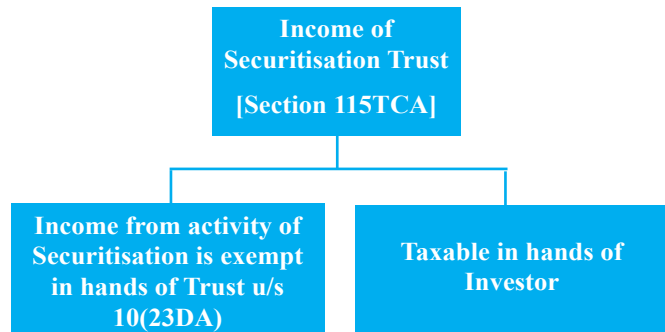 Income of
Securitisation Trust
[Section 115TCA]
Income from activity of
Securitisation is exempt
in hands of Trust u/s
10(23DA)
Taxable in hands of
Investor